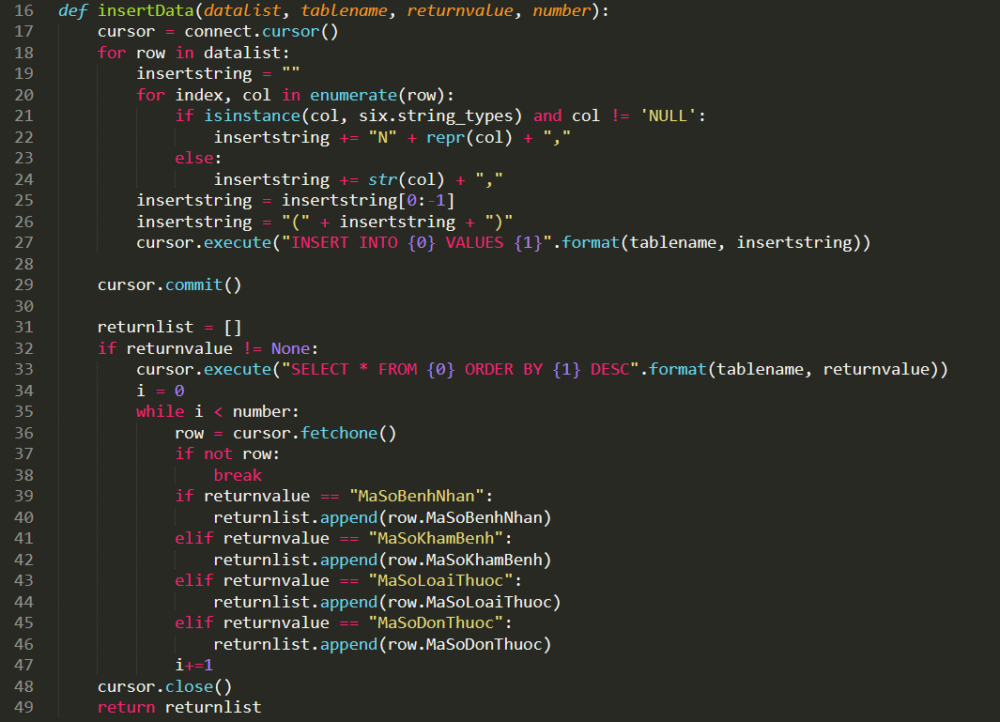 16 def insertData(datalist, tablename, returnvalue, number):
17     cursor = connect.cursor()
18     for row in datalist:
19         insertstring = ""
20         for index, col in enumerate(row):
21             if isinstance(col, six.string_types) and col != 'NULL':
22                 insertstring += "N" + repr(col) + ","
23             else:
24                 insertstring += str(col) + ","
25         insertstring = insertstring[0:-1]
26         insertstring = "(" + insertstring + ")"
27         cursor.execute("INSERT INTO {0} VALUES {1}".format(tablename, insertstring))
28
29     cursor.commit()
30
31     returnlist = []
32     if returnvalue != None:
33         cursor.execute("SELECT * FROM {0} ORDER BY {1} DESC".format(tablename, returnvalue))
34         i = 0
35         while i < number:
36             row = cursor.fetchone()
37             if not row:
38                 break
39             if returnvalue == "MaSoBenhNhan":
40                 returnlist.append(row.MaSoBenhNhan)
41             elif returnvalue == "MaSoKhamBenh":
42                 returnlist.append(row.MaSoKhamBenh)
43             elif returnvalue == "MaSoLoaiThuoc":
44                 returnlist.append(row.MaSoLoaiThuoc)
45             elif returnvalue == "MaSoDonThuoc":
46                 returnlist.append(row.MaSoDonThuoc)
47             i+=1
48     cursor.close()
49     return returnlist